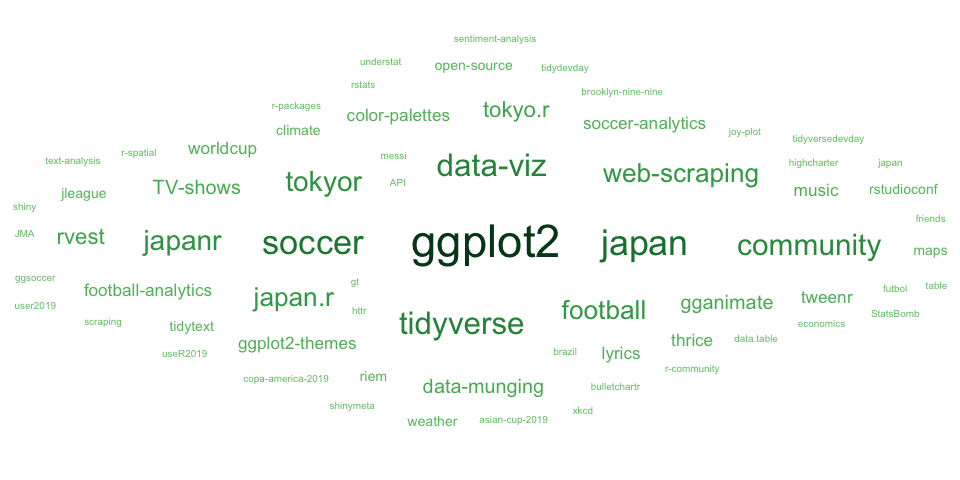 sentiment-analysis
understat
open-source
tidydevday
rstats
brooklyn-nine-nine
r-packages
color-palettes
tokyo.r
climate
soccer-analytics
joy-plot
tidyversedevday
text-analysis
r-spatial
worldcup
messi
data-viz
highcharter
japan
jleague
TV-shows
tokyor
API
web-scraping
music
rstudioconf
shiny
friends
JMA
rvest
japanr
soccer
ggplot2
japan
community
maps
ggsoccer
football-analytics
japan.r
gt
football
gganimate
tweenr
futbol
table
user2019
scraping
tidytext
httr
tidyverse
economics
StatsBomb
useR2019
ggplot2-themes
brazil
lyrics
thrice
data.table
copa-america-2019
riem
data-munging
bulletchartr
r-community
shinymeta
weather
asian-cup-2019
xkcd